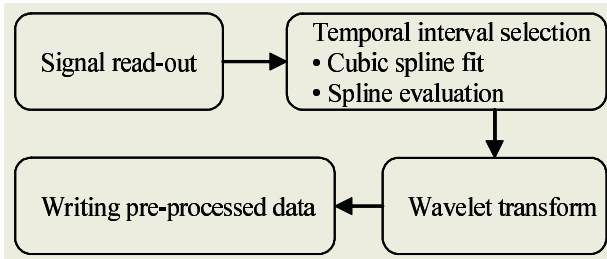 Signal read-out
Temporal interval selection
• Cubic spline fit
• Spline evaluation
Writing pre-processed data
Wavelet transform